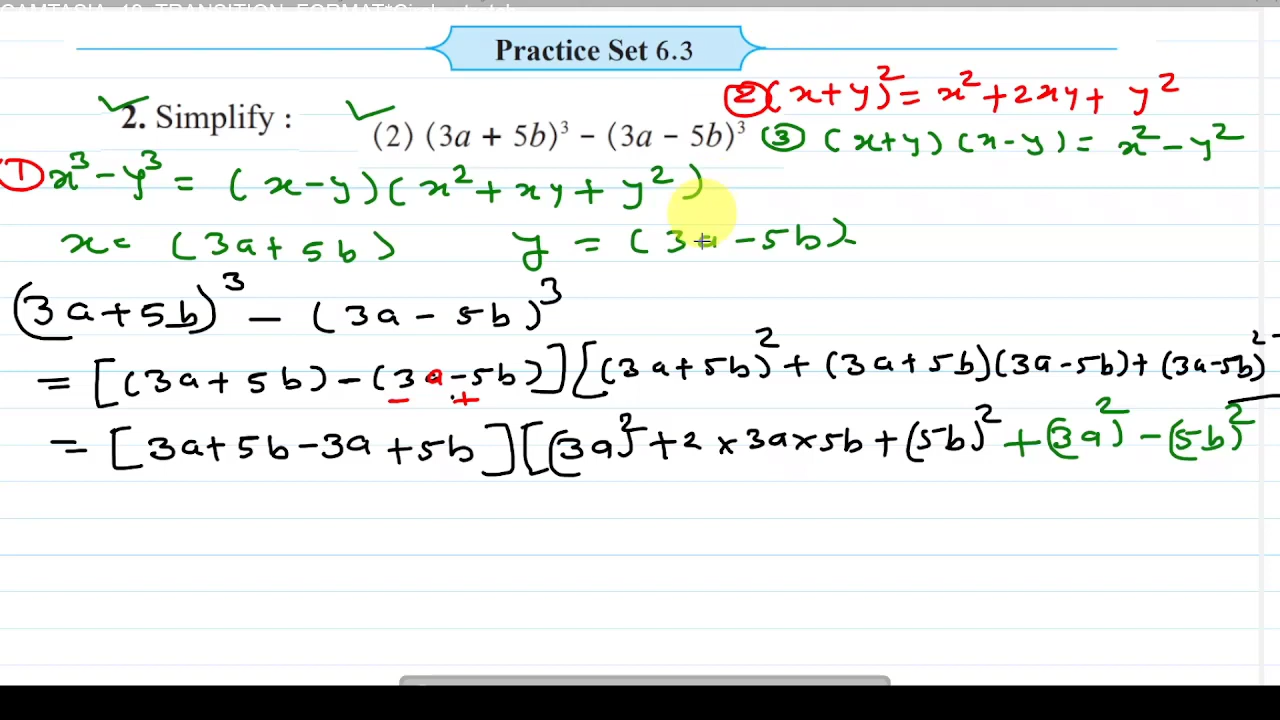 Practice Set 6.3
2. Simplify :
(2) (3a + 5b)³ − (3a − 5b)³
② (x+y)² = x² + 2xy + y²
③ (x+y)(x-y) = x² - y²
① x³ - y³ = (x-y)(x² + xy + y²)
x = (3a + 5b) y = (3a - 5b)
(3a+5b)³ - (3a - 5b)³
= [(3a + 5b) - (3a - 5b)] [(3a+5b)² + (3a+5b)(3a-5b) + (3a-5b)²
- +
= [3a+5b-3a+5b] [(3a)² + 2 × 3a × 5b + (5b)² + (3a)² - (5b)²